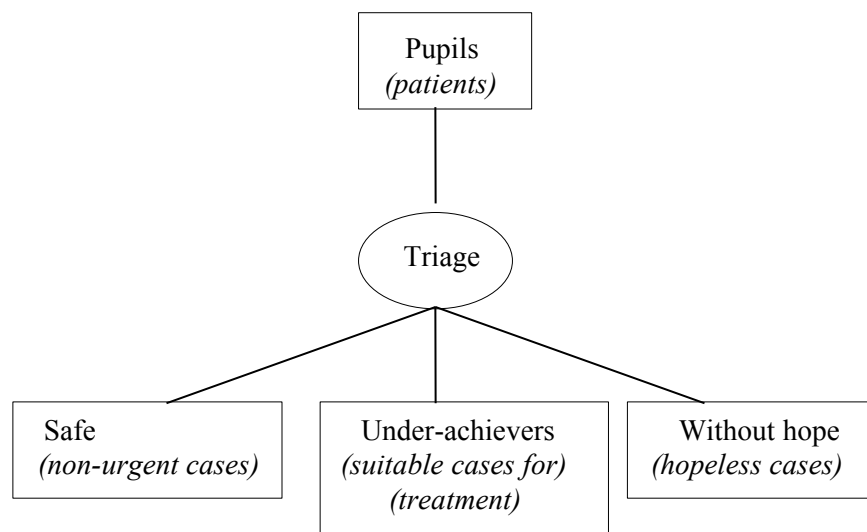 Pupils
(patients)
Triage
Safe
(non-urgent cases)
Under-achievers
(suitable cases for)
(treatment)
Without hope
(hopeless cases)